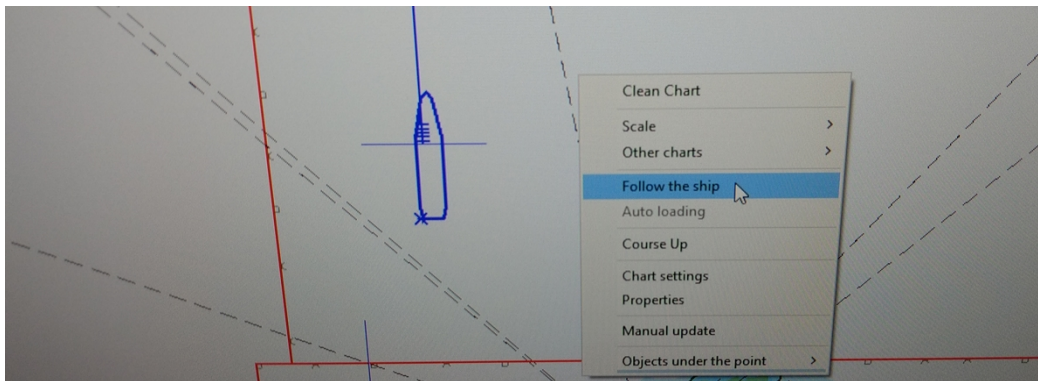 Clean Chart
Scale
Other charts
Follow the ship
Auto loading
Course Up
Chart settings
Properties
Manual update
Objects under the point